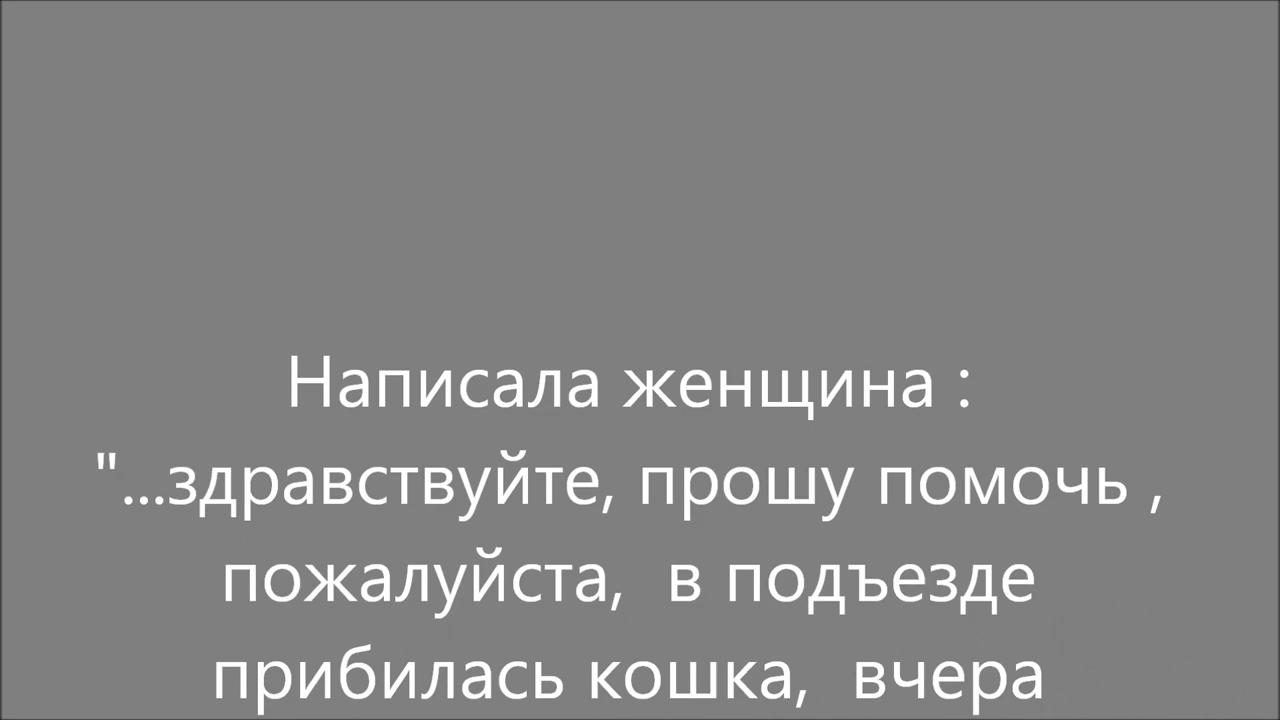 Написала женщина :
"...здравствуйте, прошу помочь ,
пожалуйста,  в подъезде
прибилась кошка,  вчера